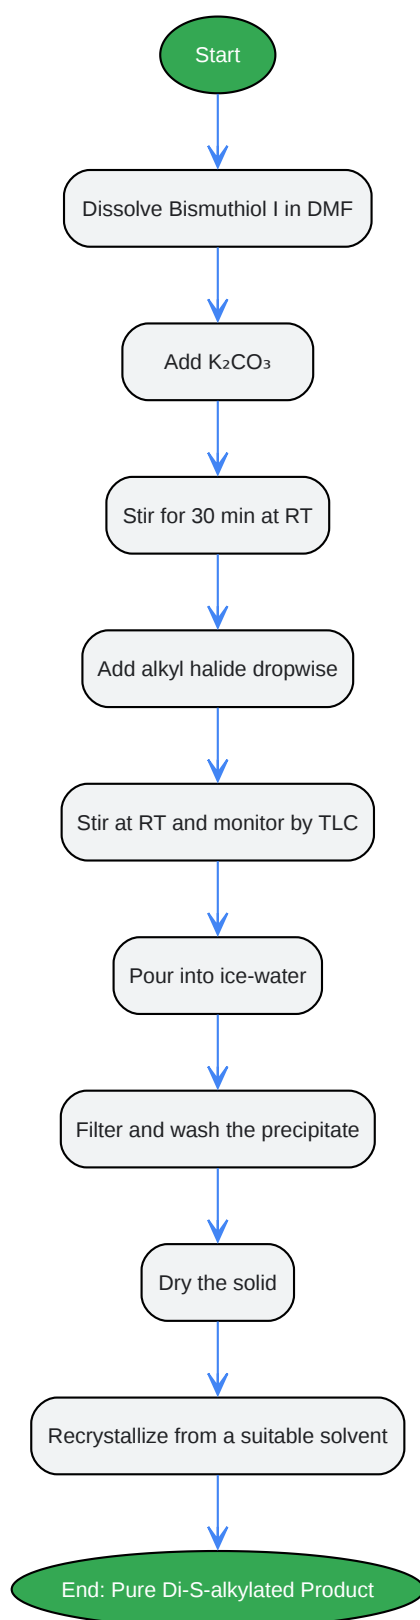 Start
Dissolve Bismuthiol I in DMF
Add K₂CO₃
Stir for 30 min at RT
Add alkyl halide dropwise
Stir at RT and monitor by TLC
Pour into ice-water
Filter and wash the precipitate
Dry the solid
Recrystallize from a suitable solvent
End: Pure Di-S-alkylated Product